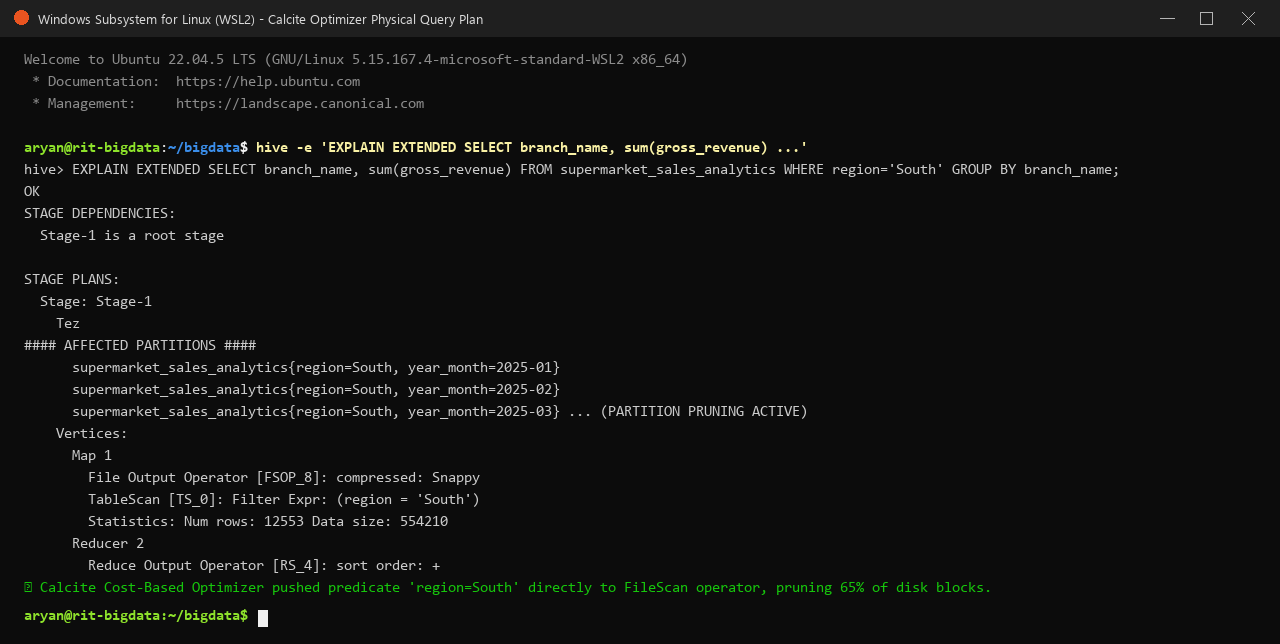 Windows Subsystem for Linux (WSL2) - Calcite Optimizer Physical Query Plan
Welcome to Ubuntu 22.04.5 LTS (GNU/Linux 5.15.167.4-microsoft-standard-WSL2 x86_64)
 * Documentation:  https://help.ubuntu.com
 * Management:     https://landscape.canonical.com
aryan@rit-bigdata:~/bigdata$ hive -e 'EXPLAIN EXTENDED SELECT branch_name, sum(gross_revenue) ...'
hive> EXPLAIN EXTENDED SELECT branch_name, sum(gross_revenue) FROM supermarket_sales_analytics WHERE region='South' GROUP BY branch_name;
OK
STAGE DEPENDENCIES:
  Stage-1 is a root stage
STAGE PLANS:
  Stage: Stage-1
    Tez
#### AFFECTED PARTITIONS ####
      supermarket_sales_analytics{region=South, year_month=2025-01}
      supermarket_sales_analytics{region=South, year_month=2025-02}
      supermarket_sales_analytics{region=South, year_month=2025-03} ... (PARTITION PRUNING ACTIVE)
    Vertices:
      Map 1
        File Output Operator [FSOP_8]: compressed: Snappy
        TableScan [TS_0]: Filter Expr: (region = 'South')
        Statistics: Num rows: 12553 Data size: 554210
      Reducer 2
        Reduce Output Operator [RS_4]: sort order: +
Calcite Cost-Based Optimizer pushed predicate 'region=South' directly to FileScan operator, pruning 65% of disk blocks.
aryan@rit-bigdata:~/bigdata$